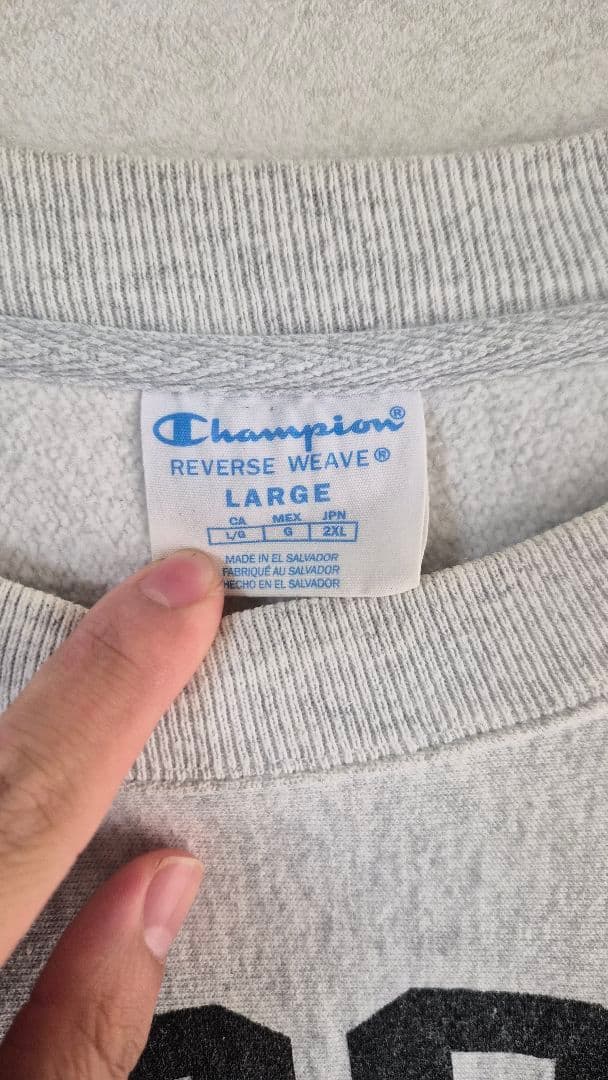 Champion®
REVERSE WEAVE®
LARGE
CA MEX JPN
L/G G 2XL
MADE IN EL SALVADOR
FABRIQUÉ AU SALVADOR
HECHO EN EL SALVADOR